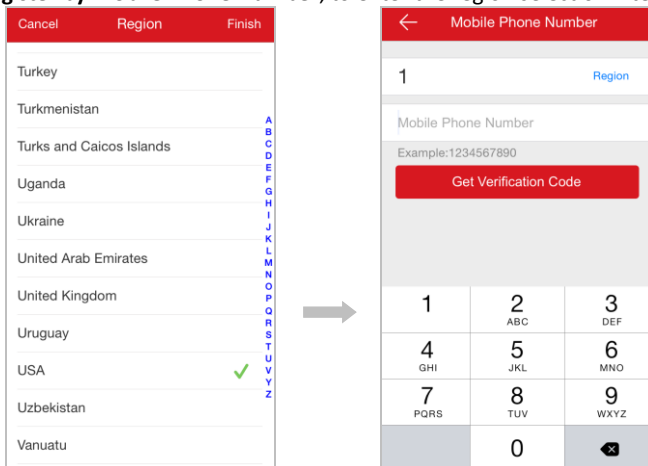 Cancel Region Finish
Turkey
Turkmenistan
Turks and Caicos Islands
Uganda
Ukraine
United Arab Emirates
United Kingdom
Uruguay
USA
Uzbekistan
Vanuatu
A
B
C
D
E
F
G
H
I
J
K
L
M
N
O
P
Q
R
S
T
U
V
Y
Z
Mobile Phone Number
1 Region
Mobile Phone Number
Example:1234567890
Get Verification Code
1 2 3
ABC DEF
4 5 6
GHI JKL MNO
7 8 9
PQRS TUV WXYZ
0